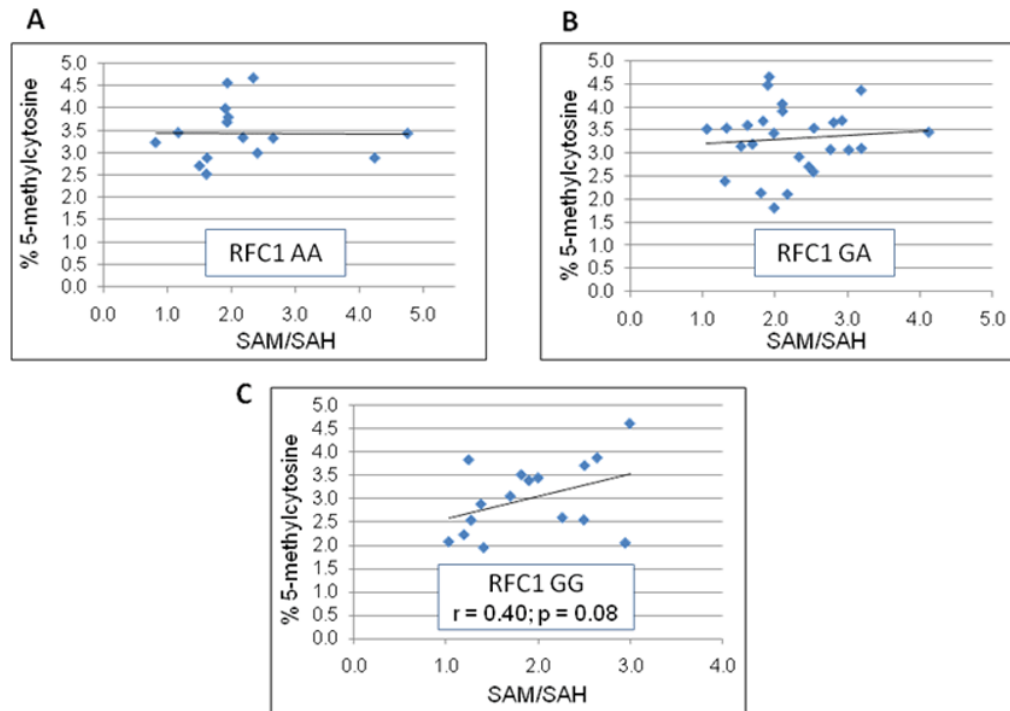 A
% 5-methylcytosine
5.0
4.5
4.0
3.5
3.0
2.5
2.0
1.5
1.0
0.5
0.0
RFC1 AA
0.0 1.0 2.0 3.0 4.0 5.0
SAM/SAH
B
% 5-methylcytosine
5.0
4.5
4.0
3.5
3.0
2.5
2.0
1.5
1.0
0.5
0.0
RFC1 GA
0.0 1.0 2.0 3.0 4.0 5.0
SAM/SAH
C
% 5-methylcytosine
5.0
4.5
4.0
3.5
3.0
2.5
2.0
1.5
1.0
0.5
0.0
RFC1 GG
r = 0.40; p = 0.08
0.0 1.0 2.0 3.0 4.0
SAM/SAH